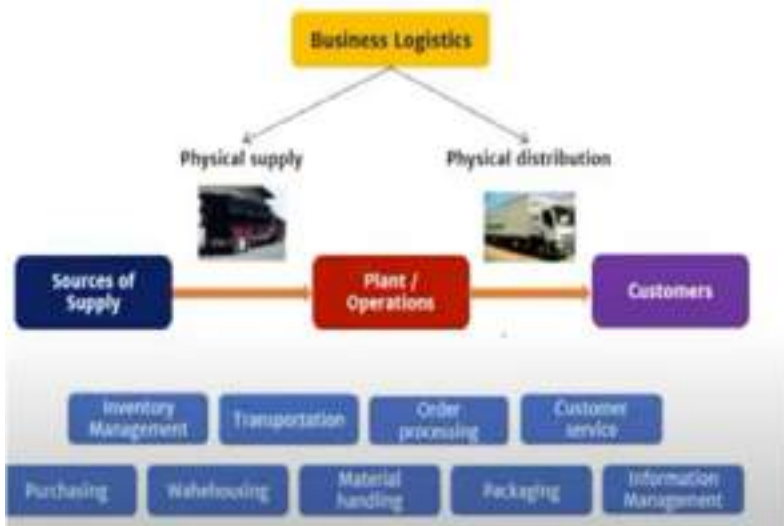 Business Logistics
Physical supply
Physical distribution
Sources of
Supply
Plant /
Operations
Customers
Inventory
Management
Transportation
Order
processing
Customer
service
Purchasing
Wahehousing
Material
handling
Packaging
Information
Management